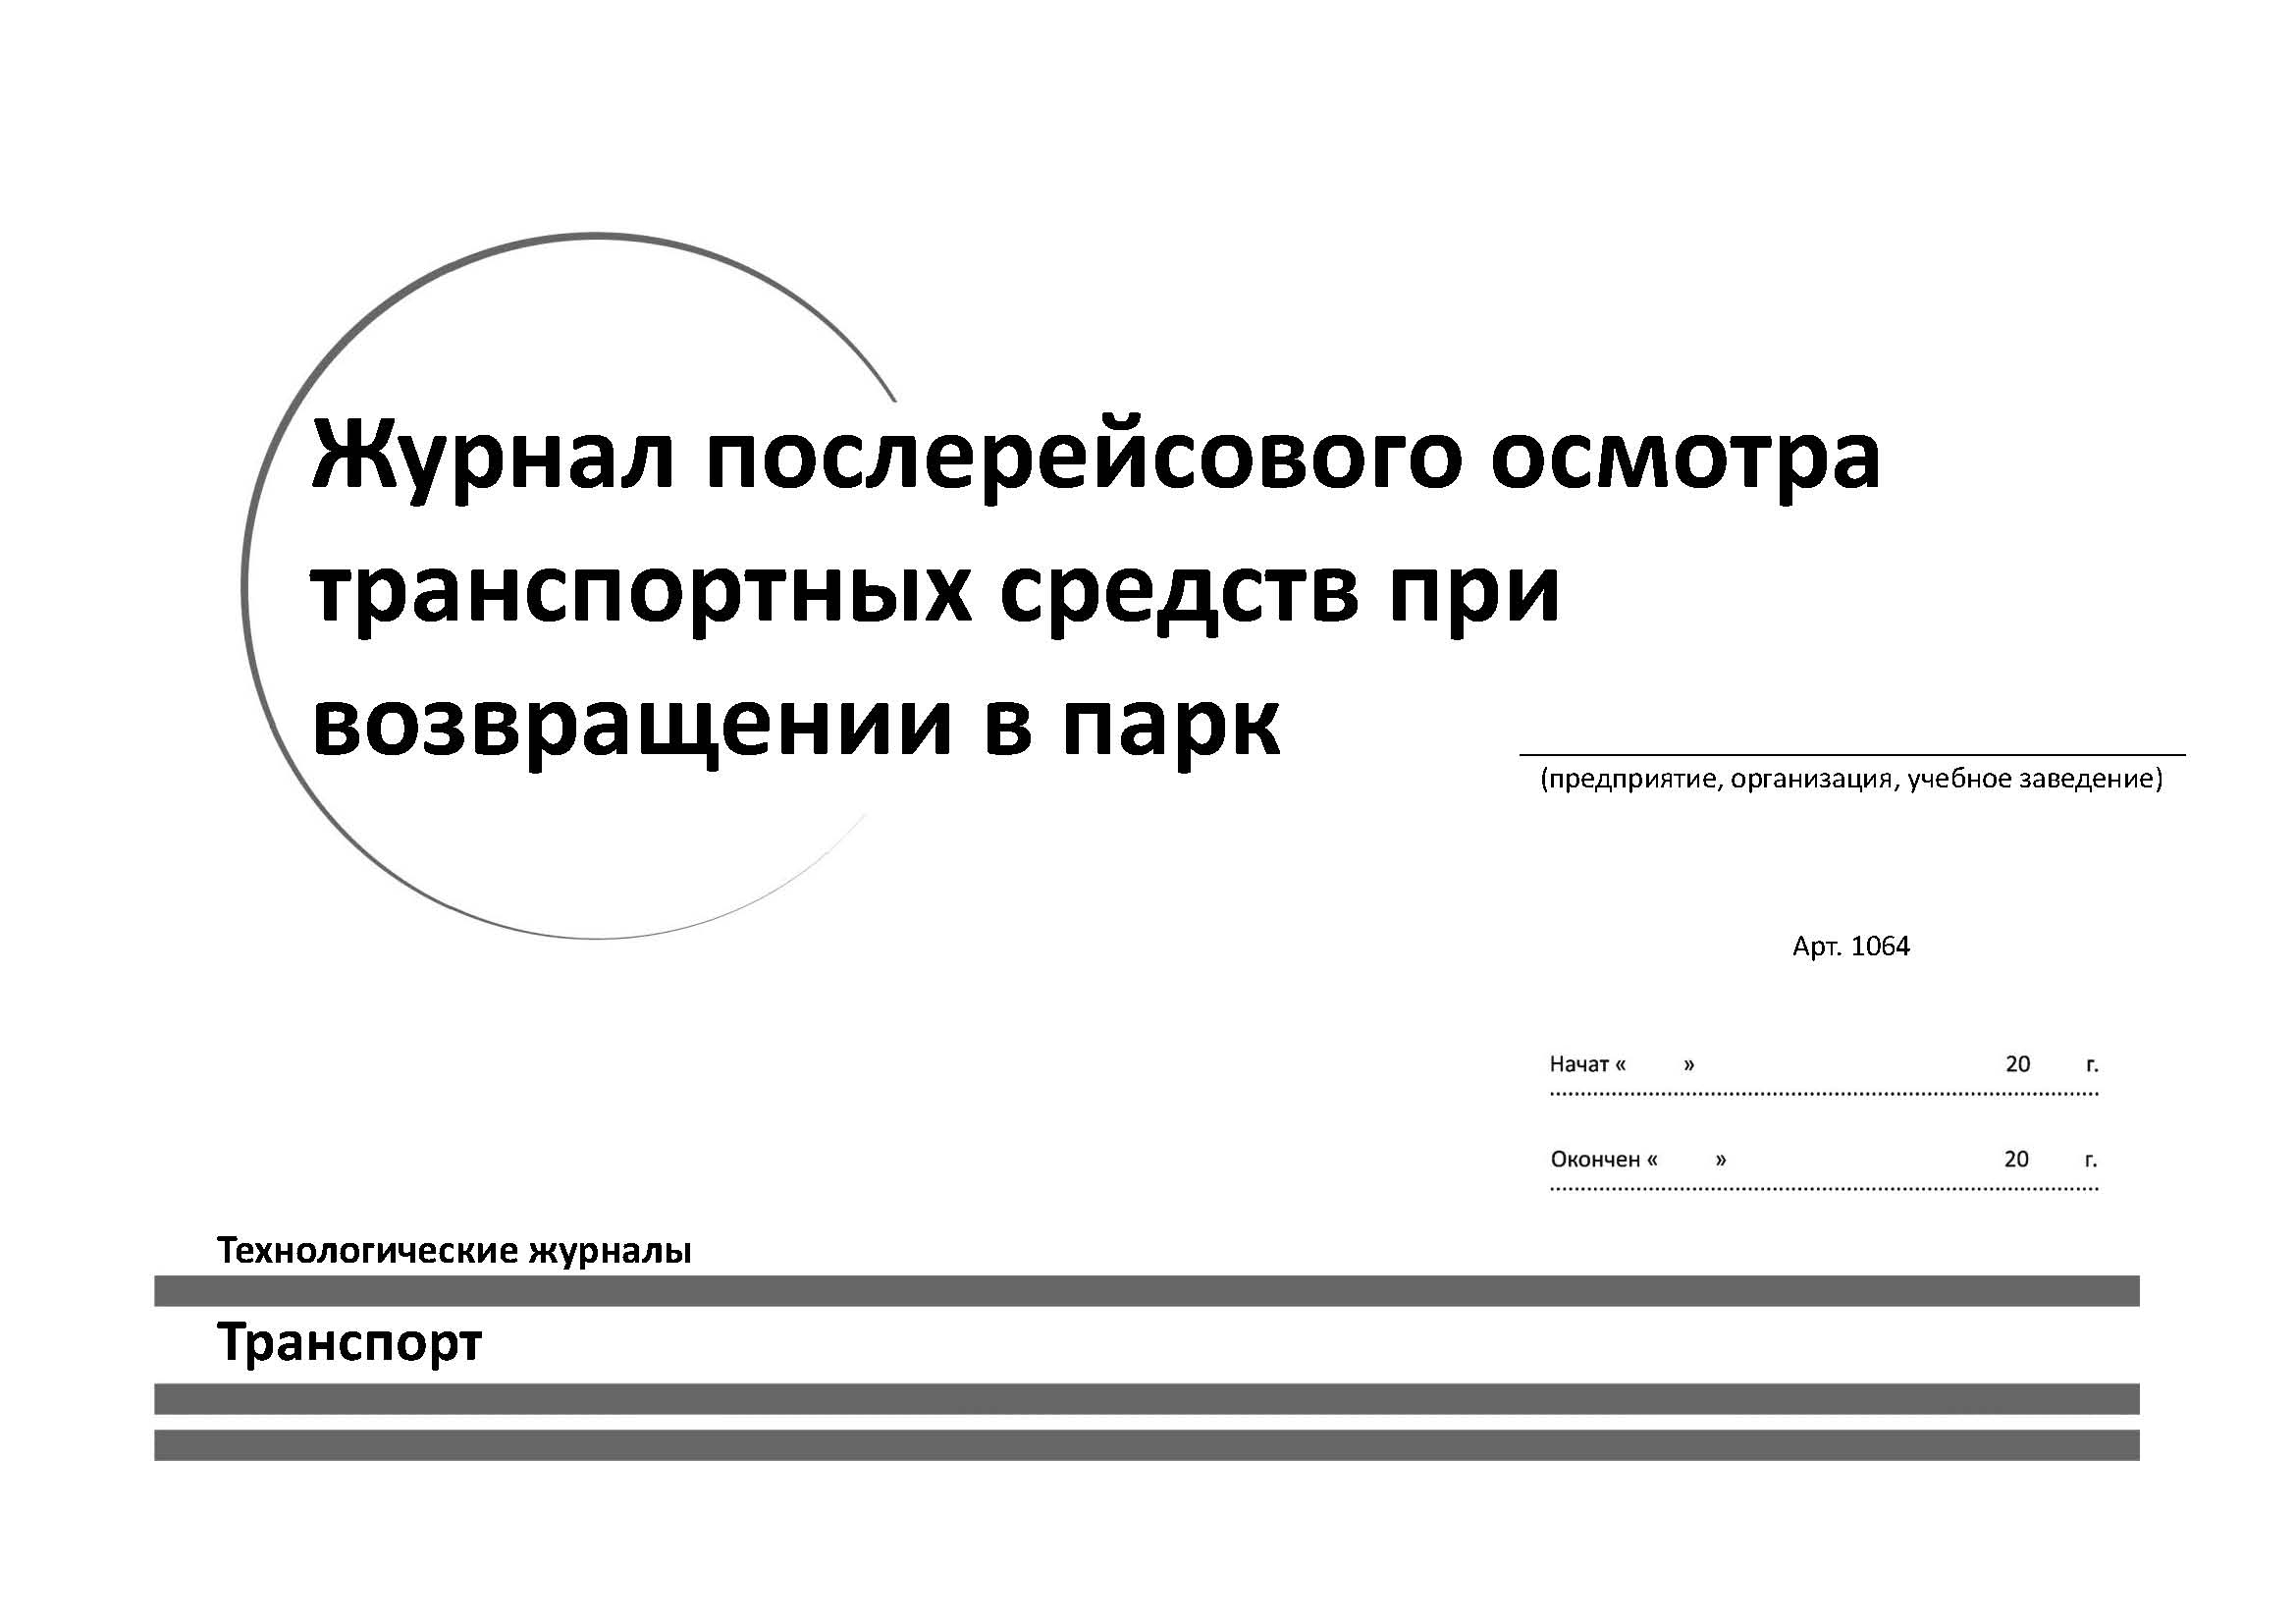 Журнал послерейсового осмотра
транспортных средств при
возвращении в парк
(предприятие, организация, учебное заведение)
Арт. 1064
Начат « » 20 г.
Окончен « » 20 г.
Технологические журналы
Транспорт